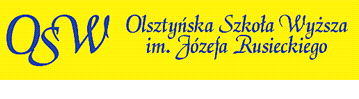 OSW
Olsztyńska Szkoła Wyższa
im. Józefa Rusieckiego